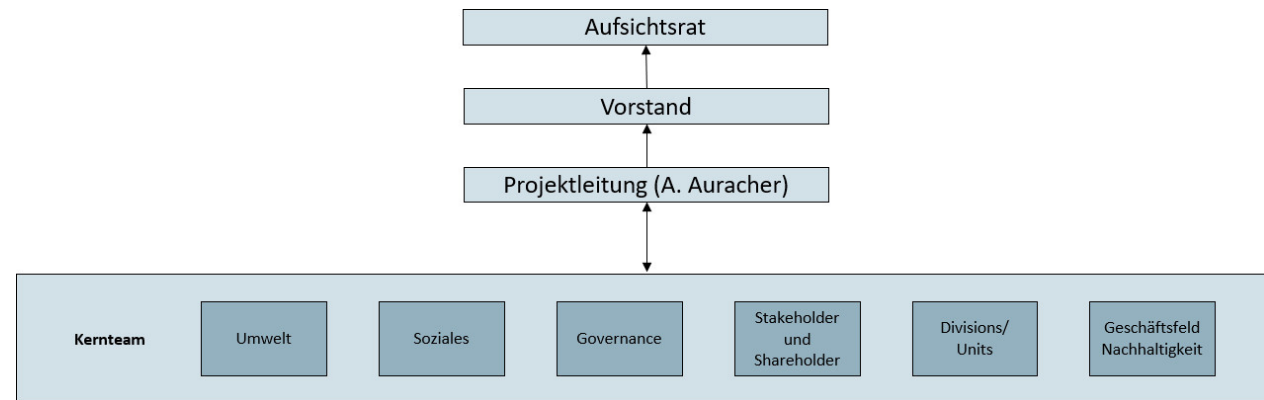 Aufsichtsrat
Vorstand
Projektleitung (A. Auracher)
Kernteam
Umwelt
Soziales
Governance
Stakeholder
und
Shareholder
Divisions/
Units
Geschäftsfeld
Nachhaltigkeit